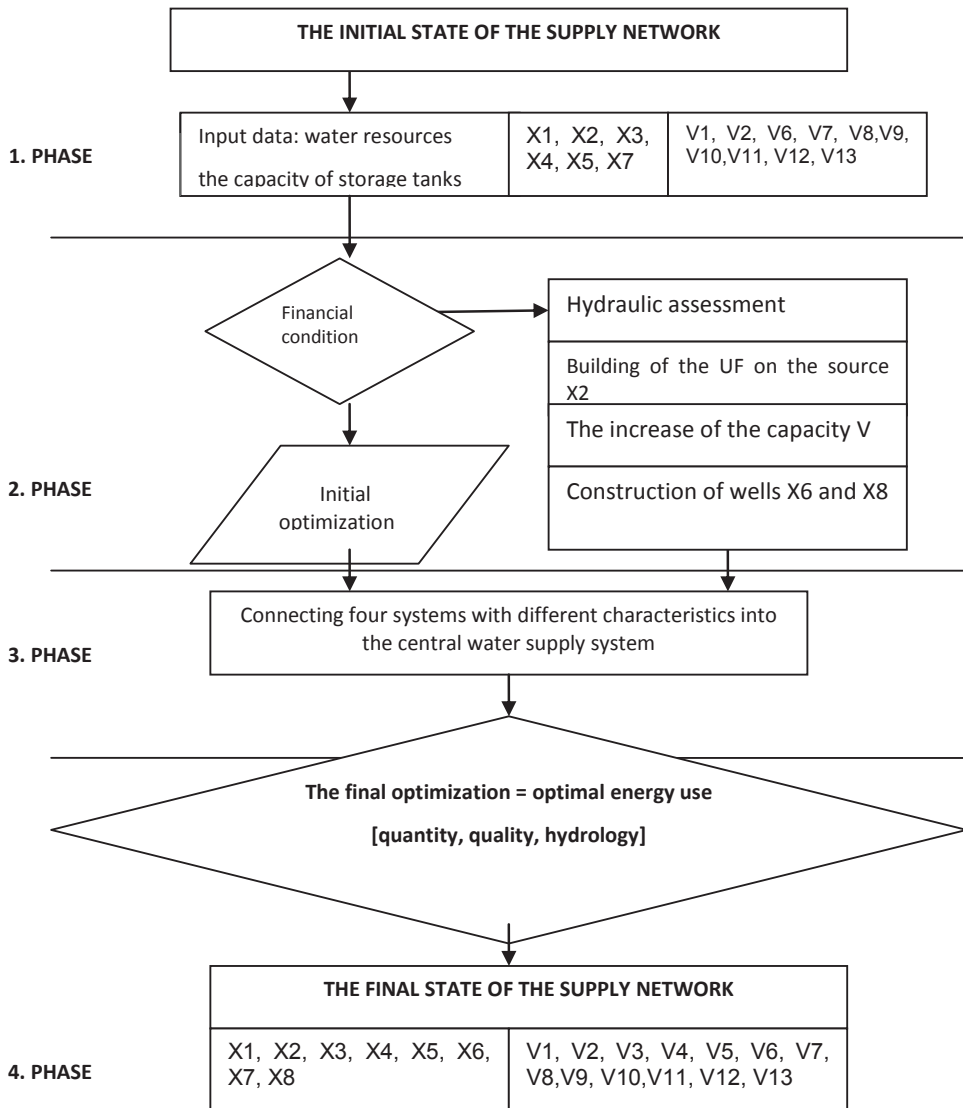 THE INITIAL STATE OF THE SUPPLY NETWORK
1. PHASE
Input data: water resources
the capacity of storage tanks
X1, X2, X3,
X4, X5, X7
V1, V2, V6, V7, V8,V9,
V10,V11, V12, V13
Financial
condition
Hydraulic assessment
Building of the UF on the source
X2
The increase of the capacity V
Construction of wells X6 and X8
2. PHASE
Initial
optimization
3. PHASE
Connecting four systems with different characteristics into
the central water supply system
The final optimization = optimal energy use
[quantity, quality, hydrology]
THE FINAL STATE OF THE SUPPLY NETWORK
4. PHASE
X1, X2, X3, X4, X5, X6,
X7, X8
V1, V2, V3, V4, V5, V6, V7,
V8,V9, V10,V11, V12, V13